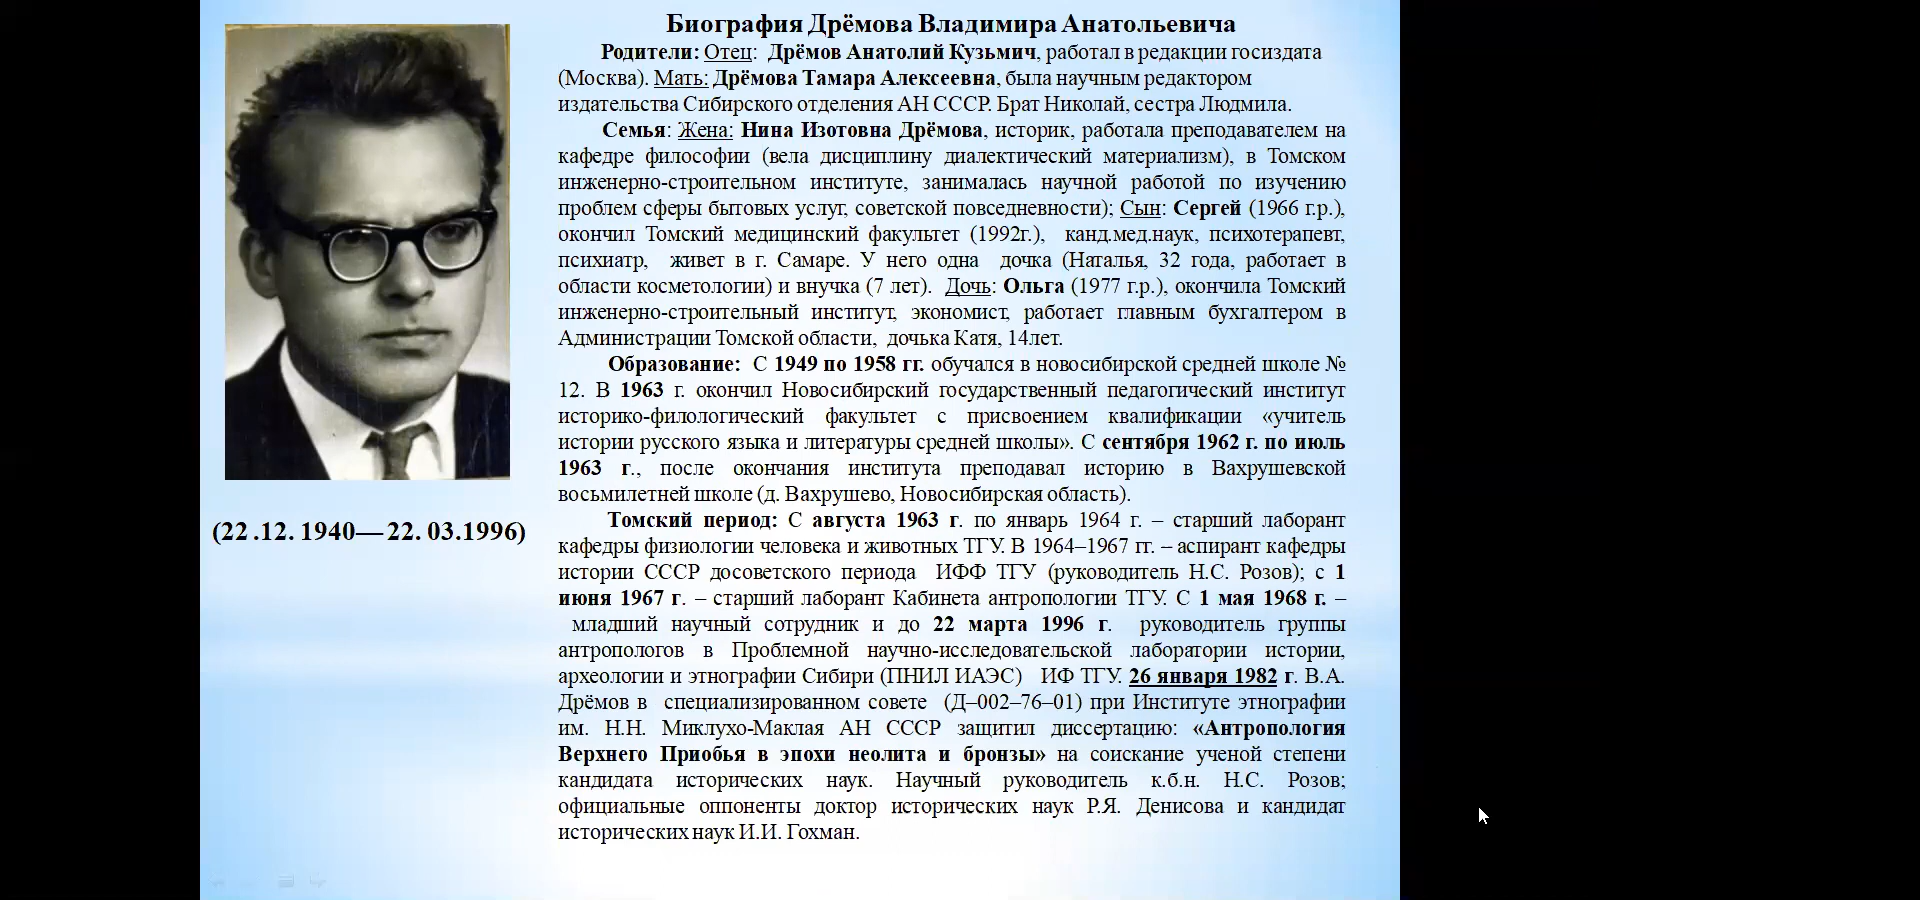 Биография Дрёмова Владимира Анатольевича
Родители: Отец: Дрёмов Анатолий Кузьмич, работал в редакции госиздата
(Москва). Мать: Дрёмова Тамара Алексеевна, была научным редактором
издательства Сибирского отделения АН СССР. Брат Николай, сестра Людмила.
Семья: Жена: Нина Изотовна Дрёмова, историк, работала преподавателем на
кафедре философии (вела дисциплину диалектический материализм), в Томском
инженерно-строительном институте, занималась научной работой по изучению
проблем сферы бытовых услуг, советской повседневности); Сын: Сергей (1966 г.р.),
окончил Томский медицинский факультет (1992г.), канд.мед.наук, психотерапевт,
психиатр, живет в г. Самаре. У него одна дочка (Наталья, 32 года, работает в
области косметологии) и внучка (7 лет). Дочь: Ольга (1977 г.р.), окончила Томский
инженерно-строительный институт, экономист, работает главным бухгалтером в
Администрации Томской области, дочька Катя, 14лет.
Образование: С 1949 по 1958 гг. обучался в новосибирской средней школе №
12. В 1963 г. окончил Новосибирский государственный педагогический институт
историко-филологический факультет с присвоением квалификации «учитель
истории русского языка и литературы средней школы». С сентября 1962 г. по июль
1963 г., после окончания института преподавал историю в Вахрушевской
восьмилетней школе (д. Вахрушево, Новосибирская область).
Томский период: С августа 1963 г. по январь 1964 г. – старший лаборант
кафедры физиологии человека и животных ТГУ. В 1964–1967 гг. – аспирант кафедры
истории СССР досоветского периода ИФФ ТГУ (руководитель Н.С. Розов); с 1
июня 1967 г. – старший лаборант Кабинета антропологии ТГУ. С 1 мая 1968 г. –
младший научный сотрудник и до 22 марта 1996 г. руководитель группы
антропологов в Проблемной научно-исследовательской лаборатории истории,
археологии и этнографии Сибири (ПНИЛ ИАЭС) ИФ ТГУ. 26 января 1982 г. В.А.
Дрёмов в специализированном совете (Д–002–76–01) при Институте этнографии
им. Н.Н. Миклухо-Маклая АН СССР защитил диссертацию: «Антропология
Верхнего Приобья в эпохи неолита и бронзы» на соискание ученой степени
кандидата исторических наук. Научный руководитель к.б.н. Н.С. Розов;
официальные оппоненты доктор исторических наук Р.Я. Денисова и кандидат
исторических наук И.И. Гохман.
(22 .12. 1940— 22. 03.1996)